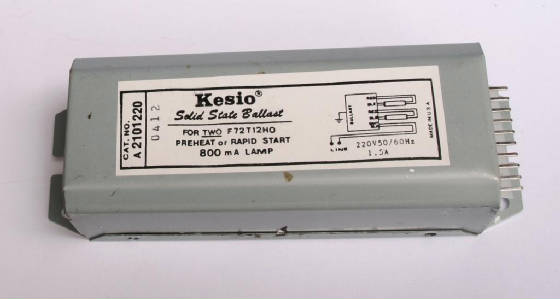 CAT. NO.
A 2101220
0412
Kesio®
Solid State Ballast
FOR TWO F72T12HO
PREHEAT or RAPID START
800 mA LAMP
BALLAST
LINE
220V50/60Hz
1.5A
MADE IN U.S.A.